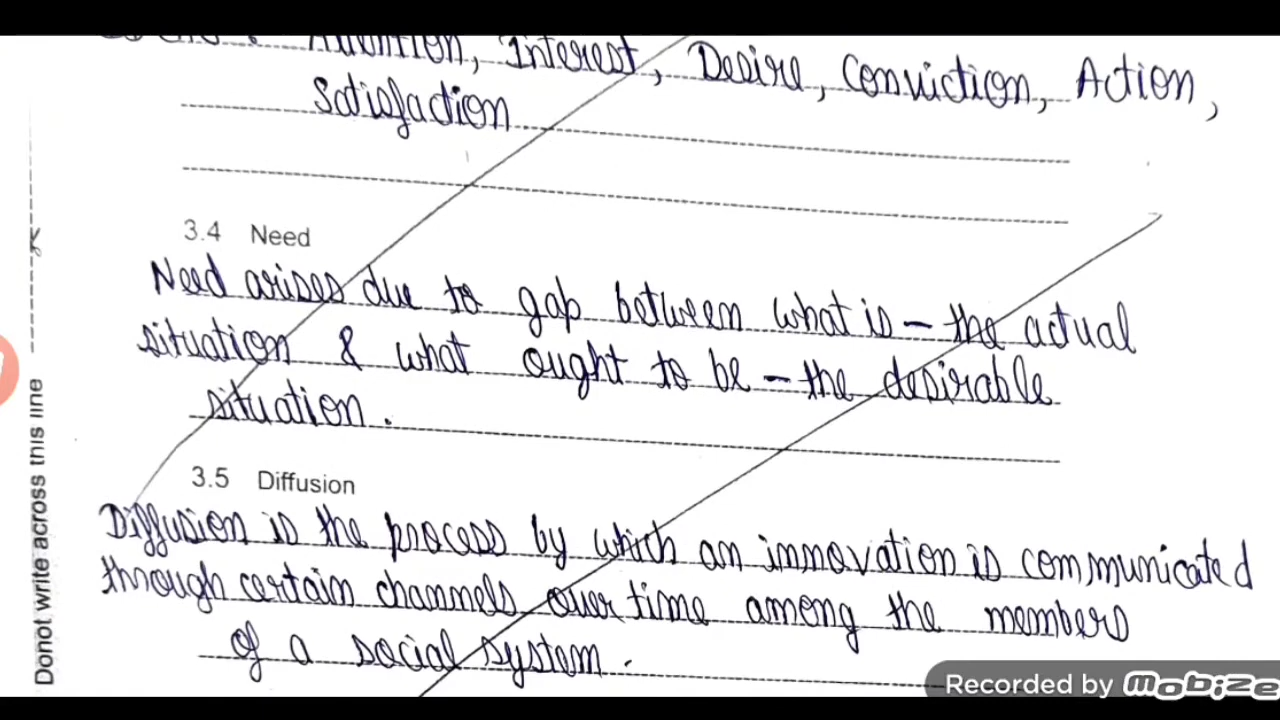 Attention, Interest, Desire, Conviction, Action,
Satisfaction
3.4 Need
Need arises due to gap between what is - the actual
situation & what ought to be - the desirable
situation.
3.5 Diffusion
Diffusion is the process by which an innovation is communicated
through certain channels over time among the members
of a social system.
Donot write across this line
Recorded by mobize